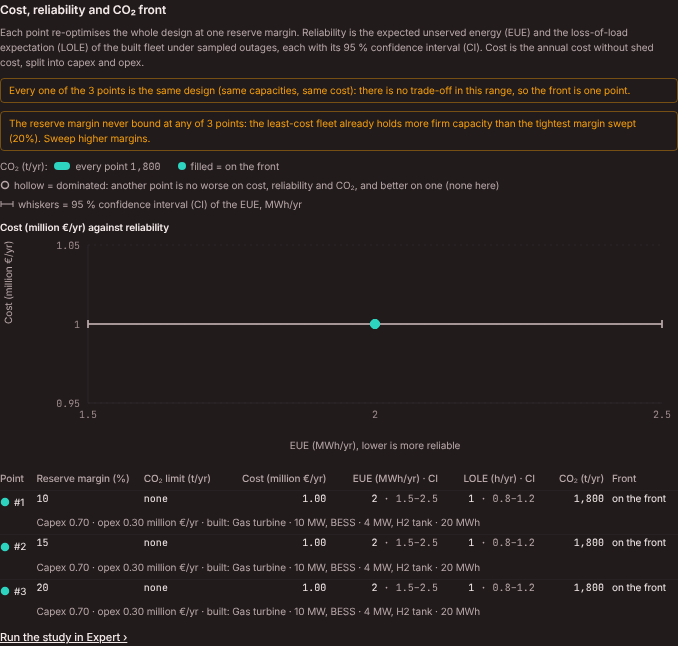 Cost, reliability and CO₂ front
Each point re-optimises the whole design at one reserve margin. Reliability is the expected unserved energy (EUE) and the loss-of-load
expectation (LOLE) of the built fleet under sampled outages, each with its 95 % confidence interval (CI). Cost is the annual cost without shed
cost, split into capex and opex.
Every one of the 3 points is the same design (same capacities, same cost): there is no trade-off in this range, so the front is one point.
The reserve margin never bound at any of 3 points: the least-cost fleet already holds more firm capacity than the tightest margin swept
(20%). Sweep higher margins.
CO₂ (t/yr): every point 1,800 filled = on the front
hollow = dominated: another point is no worse on cost, reliability and CO₂, and better on one (none here)
whiskers = 95 % confidence interval (CI) of the EUE, MWh/yr
Cost (million €/yr) against reliability
Cost (million €/yr)
1.05
1
0.95
1.5 2 2.5
EUE (MWh/yr), lower is more reliable
Point Reserve margin (%) CO₂ limit (t/yr) Cost (million €/yr) EUE (MWh/yr) · CI LOLE (h/yr) · CI CO₂ (t/yr) Front
#1 10 none 1.00 2 · 1.5–2.5 1 · 0.8–1.2 1,800 on the front
Capex 0.70 · opex 0.30 million €/yr · built: Gas turbine · 10 MW, BESS · 4 MW, H2 tank · 20 MWh
#2 15 none 1.00 2 · 1.5–2.5 1 · 0.8–1.2 1,800 on the front
Capex 0.70 · opex 0.30 million €/yr · built: Gas turbine · 10 MW, BESS · 4 MW, H2 tank · 20 MWh
#3 20 none 1.00 2 · 1.5–2.5 1 · 0.8–1.2 1,800 on the front
Capex 0.70 · opex 0.30 million €/yr · built: Gas turbine · 10 MW, BESS · 4 MW, H2 tank · 20 MWh
Run the study in Expert ›